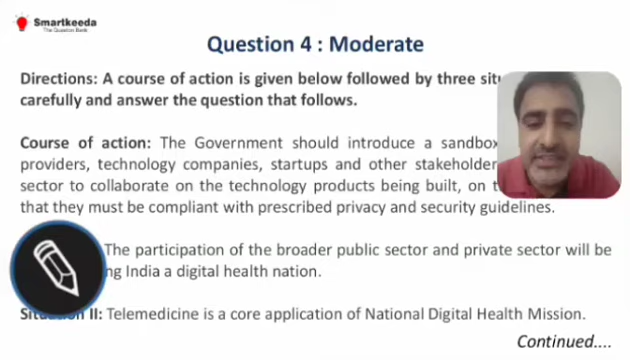 Smartkeeda
The Question Bank
Question 4 : Moderate
Directions: A course of action is given below followed by three
carefully and answer the question that follows.
Course of action: The Government should introduce a sandbox
providers, technology companies, startups and other
sector to collaborate on the technology products being built, on
that they must be compliant with prescribed privacy and security guidelines.
The participation of the broader public sector and private sector will be
India a digital health nation.
II: Telemedicine is a core application of National Digital Health Mission.
Continued....